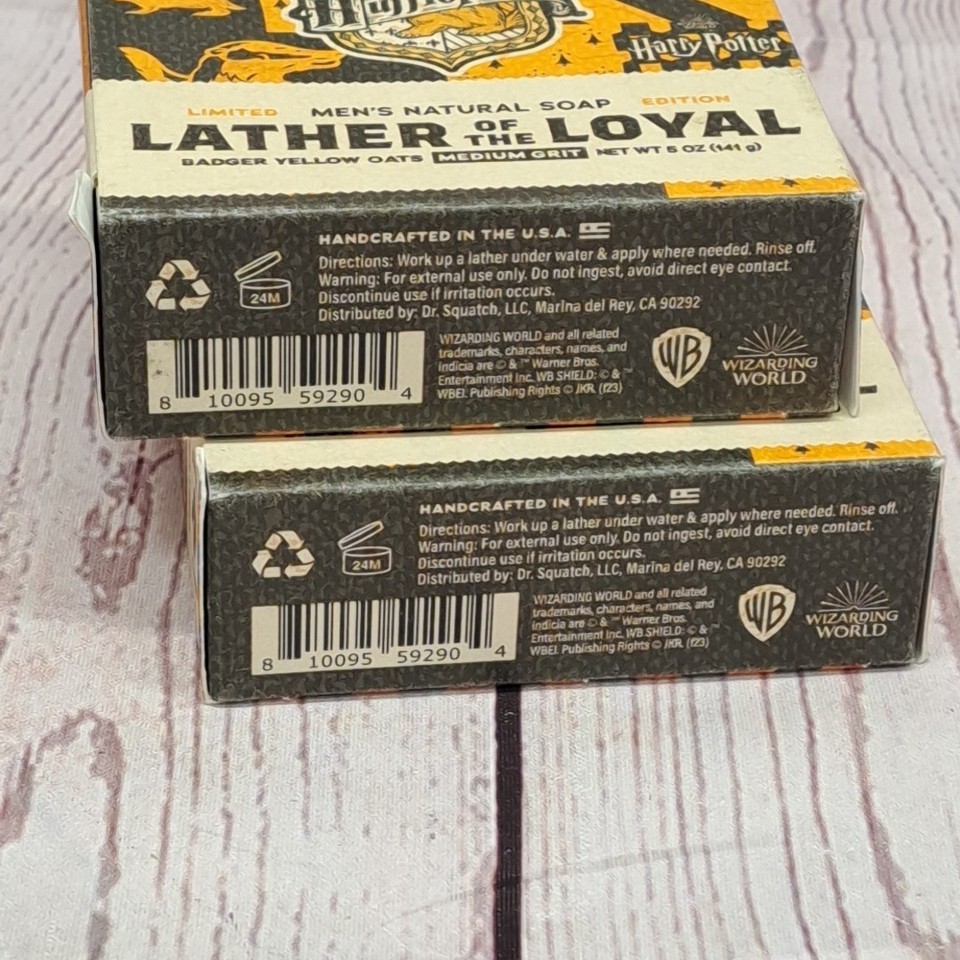 Hufflepuff
Harry Potter
LIMITED MEN'S NATURAL SOAP EDITION
LATHER OF THE LOYAL
BADGER YELLOW OATS MEDIUM GRIT NET WT 5 OZ (141 g)
HANDCRAFTED IN THE U.S.A.
Directions: Work up a lather under water & apply where needed. Rinse off.
Warning: For external use only. Do not ingest, avoid direct eye contact.
Discontinue use if irritation occurs.
Distributed by: Dr. Squatch, LLC, Marina del Rey, CA 90292
24M
WIZARDING WORLD and all related
trademarks, characters, names, and
indicia are © & ™ Warner Bros.
Entertainment Inc. WB SHIELD: © & ™
WBEI. Publishing Rights © JKR. (f23)
WB
WIZARDING
WORLD
8 10095 59290 4
HANDCRAFTED IN THE U.S.A.
Directions: Work up a lather under water & apply where needed. Rinse off.
Warning: For external use only. Do not ingest, avoid direct eye contact.
Discontinue use if irritation occurs.
Distributed by: Dr. Squatch, LLC, Marina del Rey, CA 90292
24M
WIZARDING WORLD and all related
trademarks, characters, names, and
indicia are © & ™ Warner Bros.
Entertainment Inc. WB SHIELD: © & ™
WBEI. Publishing Rights © JKR. (f23)
WB
WIZARDING
WORLD
8 10095 59290 4